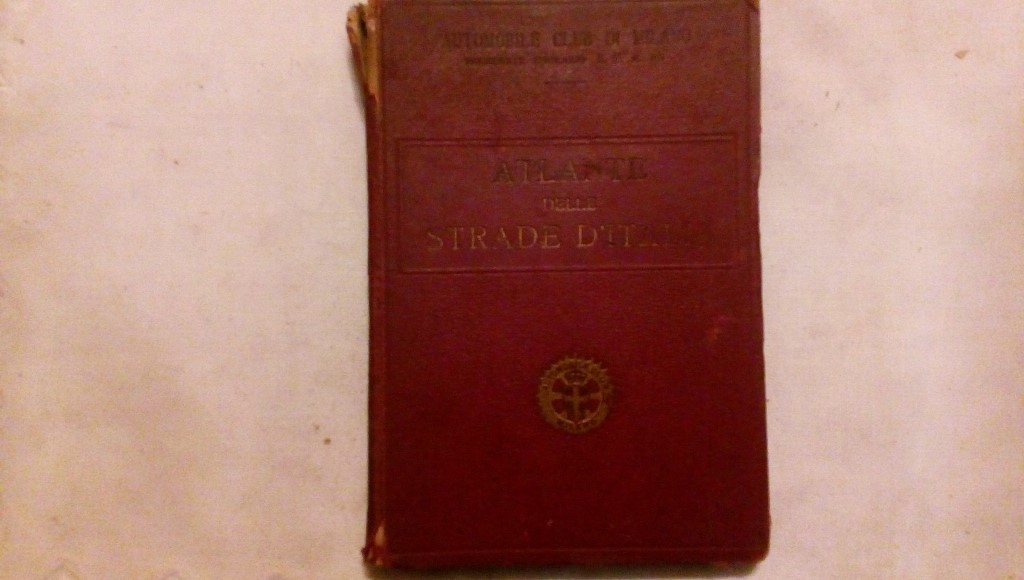 AUTOMOBILE CLUB DI MILANO
ATLANTE
DELLE
STRADE D'ITALIA